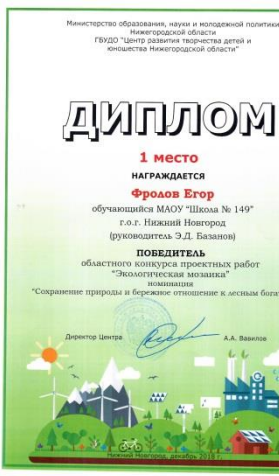 Министерство образования, науки и молодежной политики
Нижегородской области
ГБУДО "Центр развития творчества детей и
юношества Нижегородской области"
ДИПЛОМ
1 место
НАГРАЖДАЕТСЯ
Фролов Егор
обучающийся МАОУ "Школа № 149"
г.о.г. Нижний Новгород
(руководитель Э.Д. Базанов)
ПОБЕДИТЕЛЬ
областного конкурса проектных работ
"Экологическая мозаика"
номинация
"Сохранение природы и бережное отношение к лесным
Директор Центра А.А. Вавилов
Нижний Новгород, декабрь 2018 г.